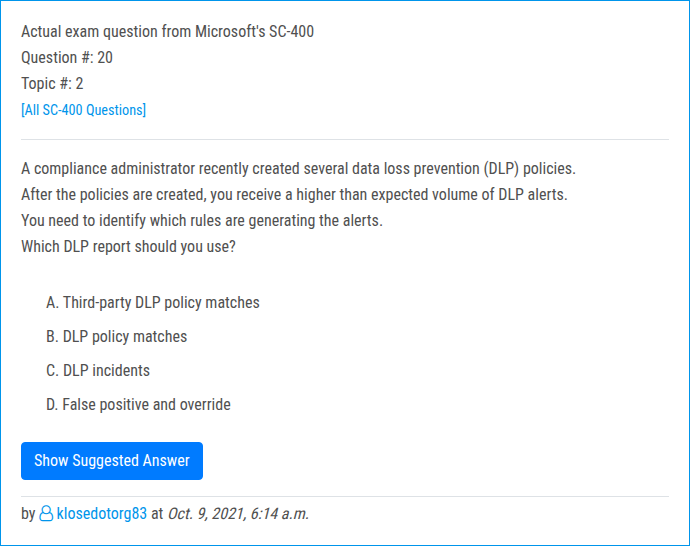 Actual exam question from Microsoft's SC-400
Question #: 20
Topic #: 2
[All SC-400 Questions]
A compliance administrator recently created several data loss prevention (DLP) policies.
After the policies are created, you receive a higher than expected volume of DLP alerts.
You need to identify which rules are generating the alerts.
Which DLP report should you use?
A. Third-party DLP policy matches
B. DLP policy matches
C. DLP incidents
D. False positive and override
Show Suggested Answer
by klosedotorg83 at Oct. 9, 2021, 6:14 a.m.